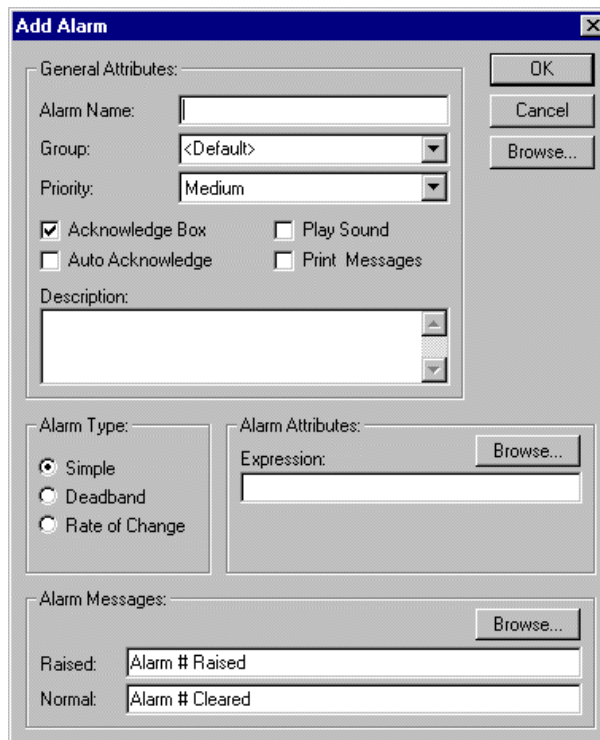 Add Alarm
General Attributes:
OK
Alarm Name:
Cancel
Group: <Default>
Browse...
Priority: Medium
Acknowledge Box Play Sound
Auto Acknowledge Print Messages
Description:
Alarm Type:
Alarm Attributes:
Browse...
Expression:
Simple
Deadband
Rate of Change
Alarm Messages:
Browse...
Raised: Alarm # Raised
Normal: Alarm # Cleared